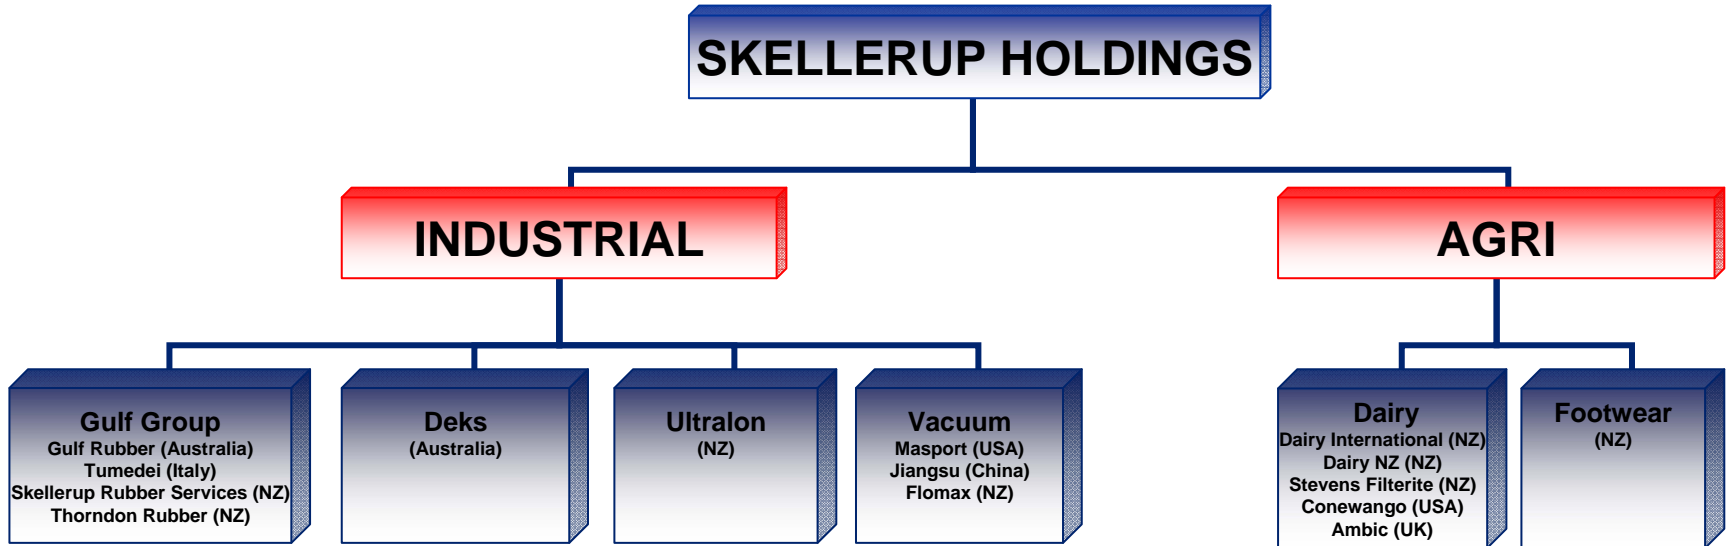 SKELLERUP HOLDINGS
INDUSTRIAL
AGRI
Gulf Group
Gulf Rubber (Australia)
Tumedei (Italy)
Skellerup Rubber Services (NZ)
Thorndon Rubber (NZ)
Deks
(Australia)
Ultralon
(NZ)
Vacuum
Masport (USA)
Jiangsu (China)
Flomax (NZ)
Dairy
Dairy International (NZ)
Dairy NZ (NZ)
Stevens Filterite (NZ)
Conewango (USA)
Ambic (UK)
Footwear
(NZ)